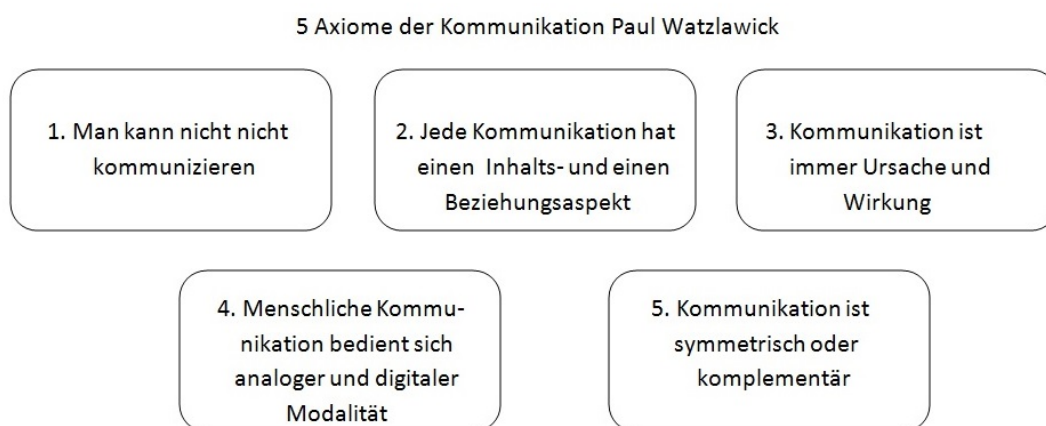 5 Axiome der Kommunikation Paul Watzlawick
1. Man kann nicht nicht
kommunizieren
2. Jede Kommunikation hat
einen Inhalts- und einen
Beziehungsaspekt
3. Kommunikation ist
immer Ursache und
Wirkung
4. Menschliche Kommu-
nikation bedient sich
analoger und digitaler
Modalität
5. Kommunikation ist
symmetrisch oder
komplementär